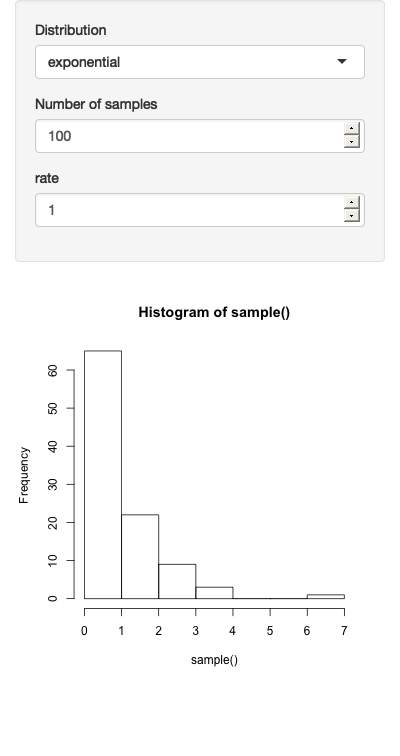 Distribution
exponential
Number of samples
100
rate
1
Histogram of sample()
Frequency
60
50
40
30
20
10
0
0 1 2 3 4 5 6 7
sample()